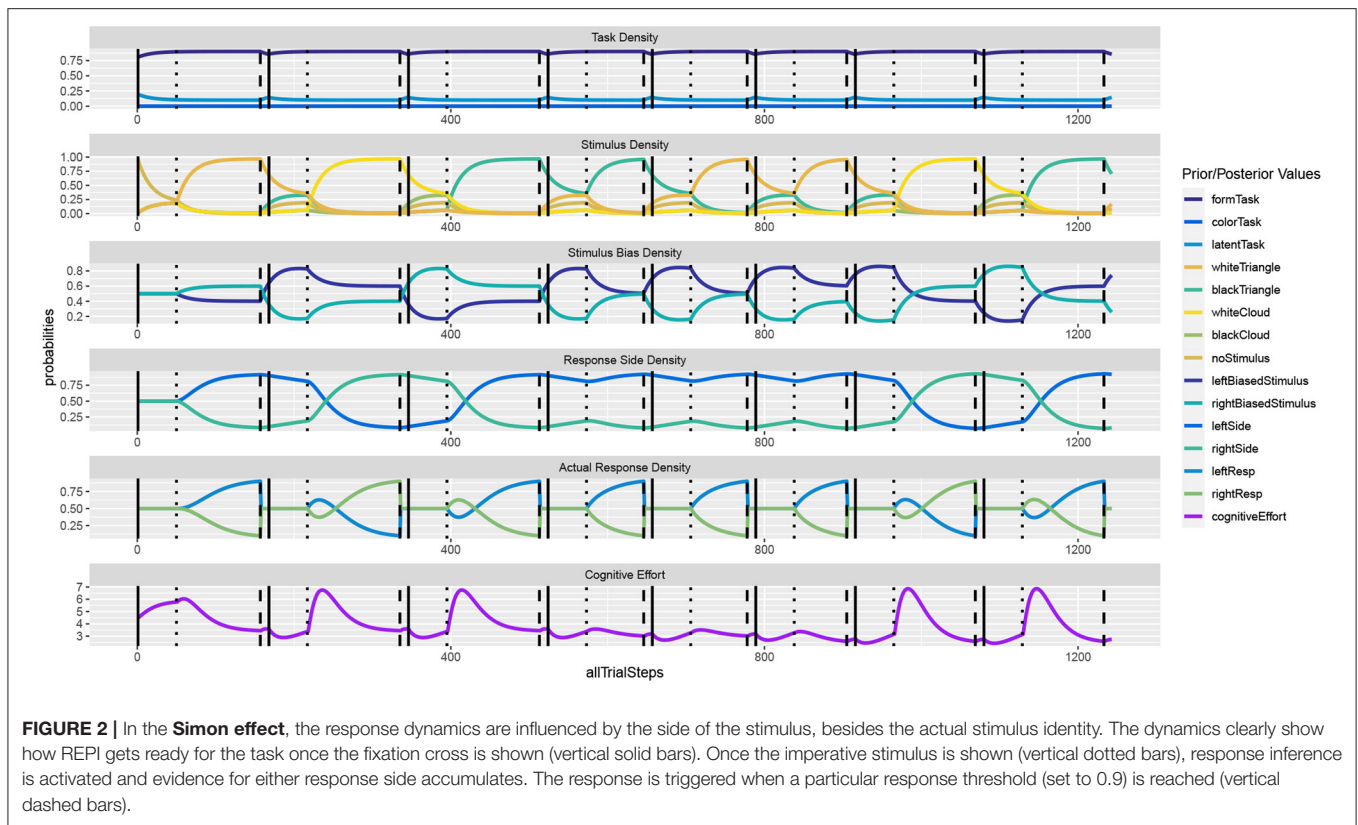 Task Density
0.75
0.50
0.25
0.00
0
400
800
1200
Stimulus Density
1.00
0.75
0.50
0.25
0.00
0
400
800
1200
Stimulus Bias Density
0.8
0.6
0.4
0.2
0
400
800
1200
Response Side Density
0.75
0.50
0.25
0
400
800
1200
Actual Response Density
0.75
0.50
0.25
0
400
800
1200
Cognitive Effort
7
6
5
4
3
0
400
800
1200
probabilities
allTrialSteps
Prior/Posterior Values
formTask
colorTask
latentTask
whiteTriangle
blackTriangle
whiteCloud
blackCloud
noStimulus
leftBiasedStimulus
rightBiasedStimulus
leftSide
rightSide
leftResp
rightResp
cognitiveEffort
FIGURE 2 | In the Simon effect, the response dynamics are influenced by the side of the stimulus, besides the actual stimulus identity. The dynamics clearly show
how REPI gets ready for the task once the fixation cross is shown (vertical solid bars). Once the imperative stimulus is shown (vertical dotted bars), response inference
is activated and evidence for either response side accumulates. The response is triggered when a particular response threshold (set to 0.9) is reached (vertical
dashed bars).